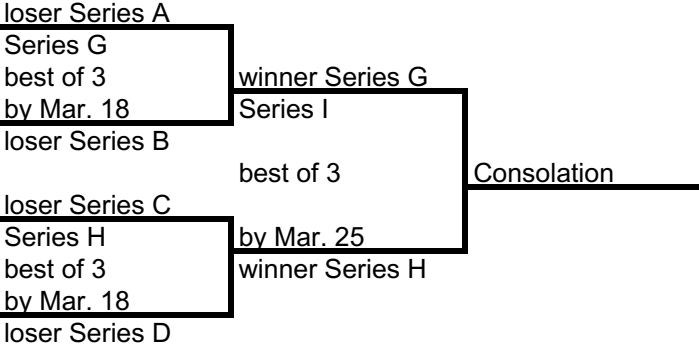 loser Series A
Series G
best of 3
by Mar. 18
loser Series B
loser Series C
Series H
best of 3
by Mar. 18
loser Series D
winner Series G
Series I
best of 3
by Mar. 25
winner Series H
Consolation